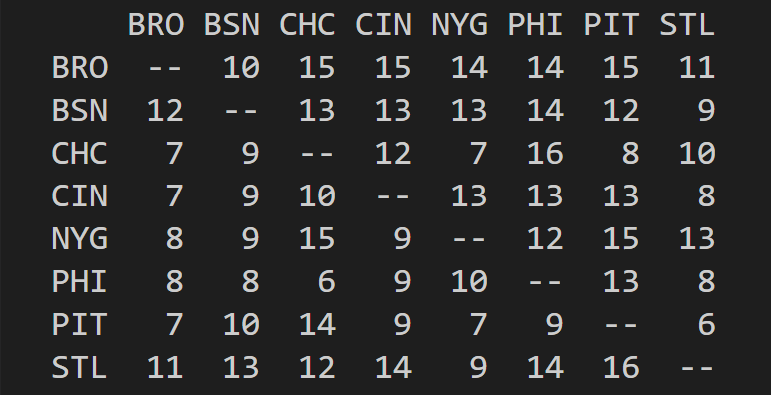 BRO BSN CHC CIN NYG PHI PIT STL
BRO -- 10 15 15 14 14 15 11
BSN 12 -- 13 13 13 14 12 9
CHC 7 9 -- 12 7 16 8 10
CIN 7 9 10 -- 13 13 13 8
NYG 8 9 15 9 -- 12 15 13
PHI 8 8 6 9 10 -- 13 8
PIT 7 10 14 9 7 9 -- 6
STL 11 13 12 14 9 14 16 --